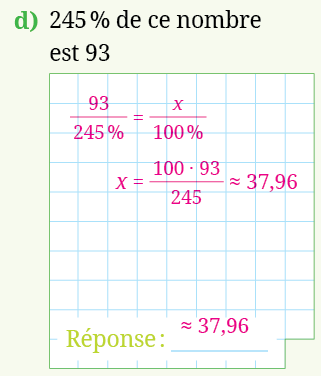 d) 245 % de ce nombre
est 93
93/245 % = x/100 %
x = 100 · 93/245 ≈ 37,96
Réponse : ≈ 37,96